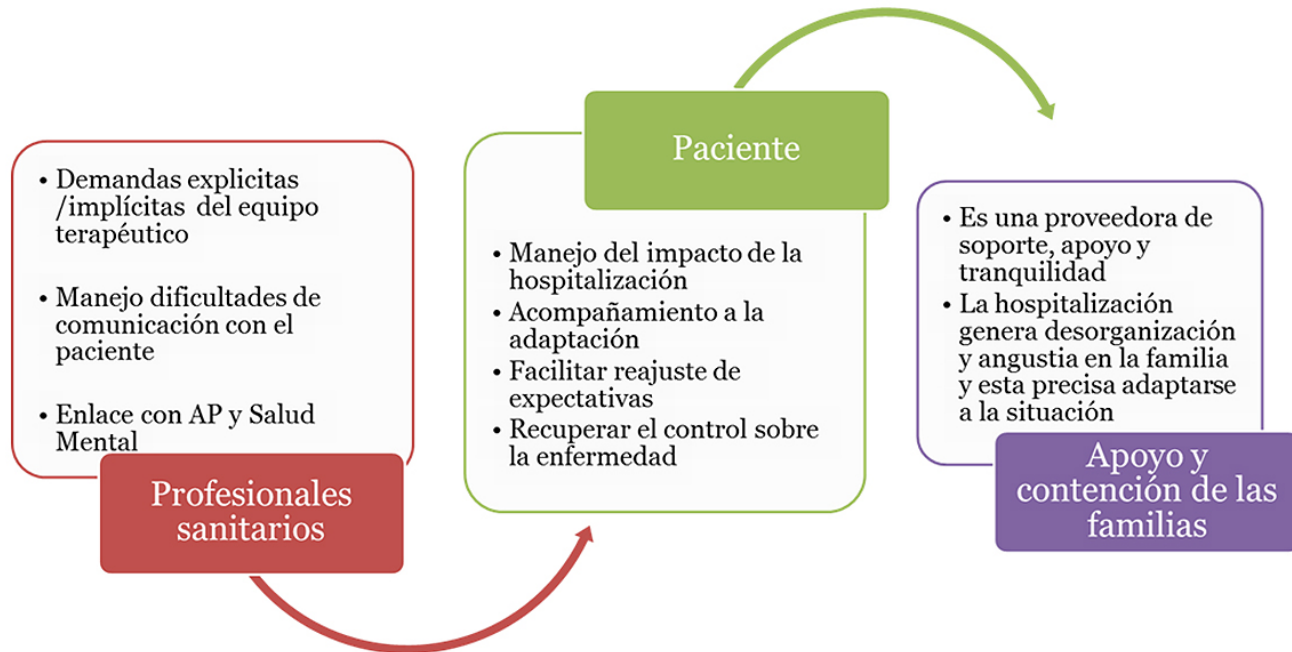 • Demandas explicitas
/implícitas del equipo
terapéutico
• Manejo dificultades de
comunicación con el
paciente
• Enlace con AP y Salud
Mental
Profesionales
sanitarios
Paciente
• Manejo del impacto de la
hospitalización
• Acompañamiento a la
adaptación
• Facilitar reajuste de
expectativas
• Recuperar el control sobre
la enfermedad
• Es una proveedora de
soporte, apoyo y
tranquilidad
• La hospitalización
genera desorganización
y angustia en la familia
y esta precisa adaptarse
a la situación
Apoyo y
contención de las
familias